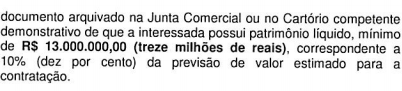 documento arquivado na Junta Comercial ou no Cartório competente
demonstrativo de que a interessada possui patrimônio líquido, mínimo
de R$ 13.000.000,00 (treze milhões de reais), correspondente a
10% (dez por cento) da previsão de valor estimado para a
contratação.